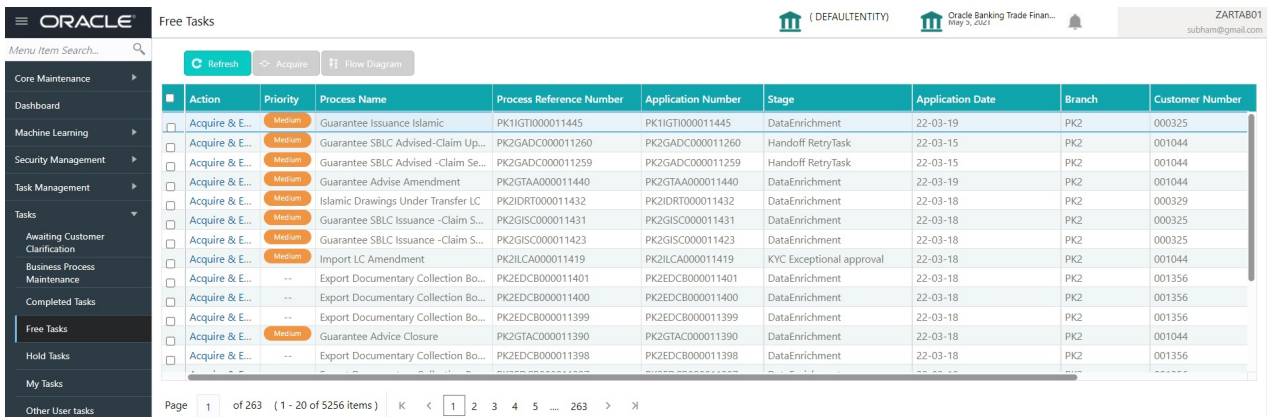 ORACLE
Free Tasks
( DEFAULTENTITY)
Oracle Banking Trade Finan...
May 5, 2021
ZARTAB01
subham@gmail.com
Menu Item Search...
Core Maintenance
Dashboard
Machine Learning
Security Management
Task Management
Tasks
Awaiting Customer
Clarification
Business Process
Maintenance
Completed Tasks
Free Tasks
Hold Tasks
My Tasks
Other User tasks
Refresh Acquire Flow Diagram
Action Priority Process Name Process Reference Number Application Number Stage Application Date Branch Customer Number
Acquire & E... Medium Guarantee Issuance Islamic PK1IGTI000011445 PK1IGTI000011445 DataEnrichment 22-03-19 PK2 000325
Acquire & E... Medium Guarantee SBLC Advised-Claim Up... PK2GADC000011260 PK2GADC000011260 Handoff RetryTask 22-03-15 PK2 001044
Acquire & E... Medium Guarantee SBLC Advised -Claim Se... PK2GADC000011259 PK2GADC000011259 Handoff RetryTask 22-03-15 PK2 001044
Acquire & E... Medium Guarantee Advise Amendment PK2GTAA000011440 PK2GTAA000011440 DataEnrichment 22-03-19 PK2 001044
Acquire & E... Medium Islamic Drawings Under Transfer LC PK2IDRT000011432 PK2IDRT000011432 DataEnrichment 22-03-18 PK2 000329
Acquire & E... Medium Guarantee SBLC Issuance -Claim S... PK2GISC000011431 PK2GISC000011431 DataEnrichment 22-03-18 PK2 000325
Acquire & E... Medium Guarantee SBLC Issuance -Claim S... PK2GISC000011423 PK2GISC000011423 DataEnrichment 22-03-18 PK2 000325
Acquire & E... Medium Import LC Amendment PK2ILCA000011419 PK2ILCA000011419 KYC Exceptional approval 22-03-18 PK2 001044
Acquire & E... -- Export Documentary Collection Bo... PK2EDCB000011401 PK2EDCB000011401 DataEnrichment 22-03-18 PK2 001356
Acquire & E... -- Export Documentary Collection Bo... PK2EDCB000011400 PK2EDCB000011400 DataEnrichment 22-03-18 PK2 001356
Acquire & E... -- Export Documentary Collection Bo... PK2EDCB000011399 PK2EDCB000011399 DataEnrichment 22-03-18 PK2 001356
Acquire & E... Medium Guarantee Advice Closure PK2GTAC000011390 PK2GTAC000011390 DataEnrichment 22-03-18 PK2 001044
Acquire & E... -- Export Documentary Collection Bo... PK2EDCB000011398 PK2EDCB000011398 DataEnrichment 22-03-18 PK2 001356
Page 1 of 263 (1 - 20 of 5256 items) K < 1 2 3 4 5 ... 263 >